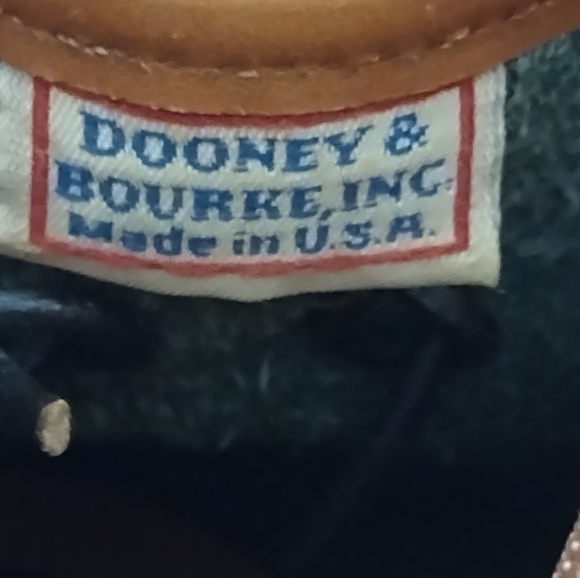 DOONEY &
BOURKE, INC.
Made in U.S.A.